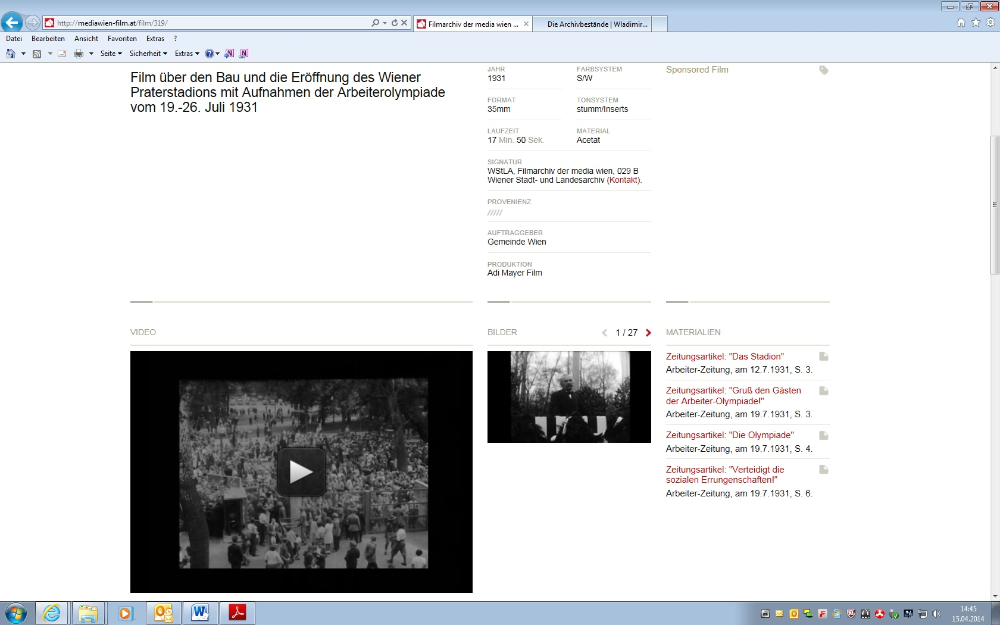 http://mediawien-film.at/film/319/
Filmarchiv der media wien ...
Die Archivbestände | Wladimir...
Datei Bearbeiten Ansicht Favoriten Extras ?
Seite Sicherheit Extras
Film über den Bau und die Eröffnung des Wiener
Praterstadions mit Aufnahmen der Arbeiterolympiade
vom 19.-26. Juli 1931
JAHR
1931
FARBSYSTEM
S/W
FORMAT
35mm
TONSYSTEM
stumm/Inserts
LAUFZEIT
17 Min. 50 Sek.
MATERIAL
Acetat
SIGNATUR
WStLA, Filmarchiv der media wien, 029 B
Wiener Stadt- und Landesarchiv (Kontakt).
PROVENIENZ
/////
AUFTRAGGEBER
Gemeinde Wien
PRODUKTION
Adi Mayer Film
Sponsored Film
VIDEO
BILDER
1 / 27
MATERIALIEN
Zeitungsartikel: "Das Stadion"
Arbeiter-Zeitung, am 12.7.1931, S. 3.
Zeitungsartikel: "Gruß den Gästen
der Arbeiter-Olympiade!"
Arbeiter-Zeitung, am 19.7.1931, S. 3.
Zeitungsartikel: "Die Olympiade"
Arbeiter-Zeitung, am 19.7.1931, S. 4.
Zeitungsartikel: "Verteidigt die
sozialen Errungenschaften!"
Arbeiter-Zeitung, am 19.7.1931, S. 6.
14:45
15.04.2014